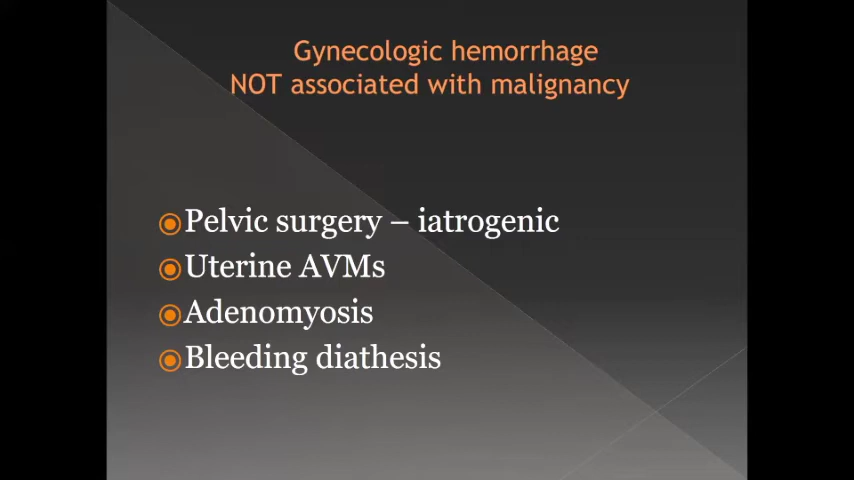 Gynecologic hemorrhage
NOT associated with malignancy
Pelvic surgery – iatrogenic
Uterine AVMs
Adenomyosis
Bleeding diathesis